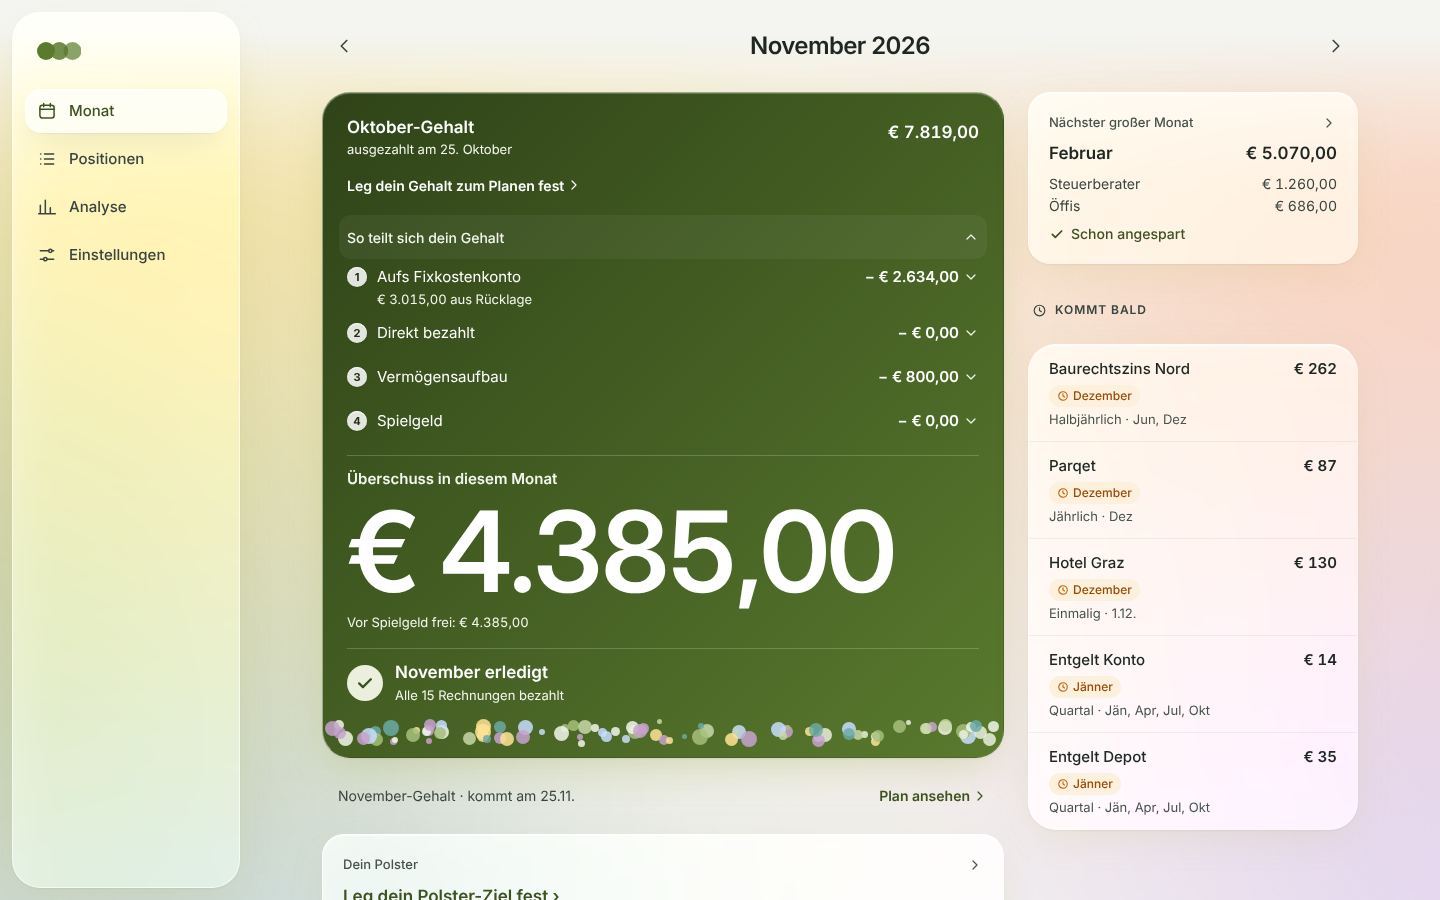 Monat
Positionen
Analyse
Einstellungen
November 2026
Oktober-Gehalt
€ 7.819,00
ausgezahlt am 25. Oktober
Leg dein Gehalt zum Planen fest
So teilt sich dein Gehalt
1 Aufs Fixkostenkonto – € 2.634,00
€ 3.015,00 aus Rücklage
2 Direkt bezahlt – € 0,00
3 Vermögensaufbau – € 800,00
4 Spielgeld – € 0,00
Überschuss in diesem Monat
€ 4.385,00
Vor Spielgeld frei: € 4.385,00
November erledigt
Alle 15 Rechnungen bezahlt
November-Gehalt · kommt am 25.11.
Plan ansehen
Dein Polster
Leg dein Polster-Ziel fest ›
Nächster großer Monat
Februar € 5.070,00
Steuerberater € 1.260,00
Öffis € 686,00
Schon angespart
KOMMT BALD
Baurechtszins Nord € 262
Dezember
Halbjährlich · Jun, Dez
Parqet € 87
Dezember
Jährlich · Dez
Hotel Graz € 130
Dezember
Einmalig · 1.12.
Entgelt Konto € 14
Jänner
Quartal · Jän, Apr, Jul, Okt
Entgelt Depot € 35
Jänner
Quartal · Jän, Apr, Jul, Okt